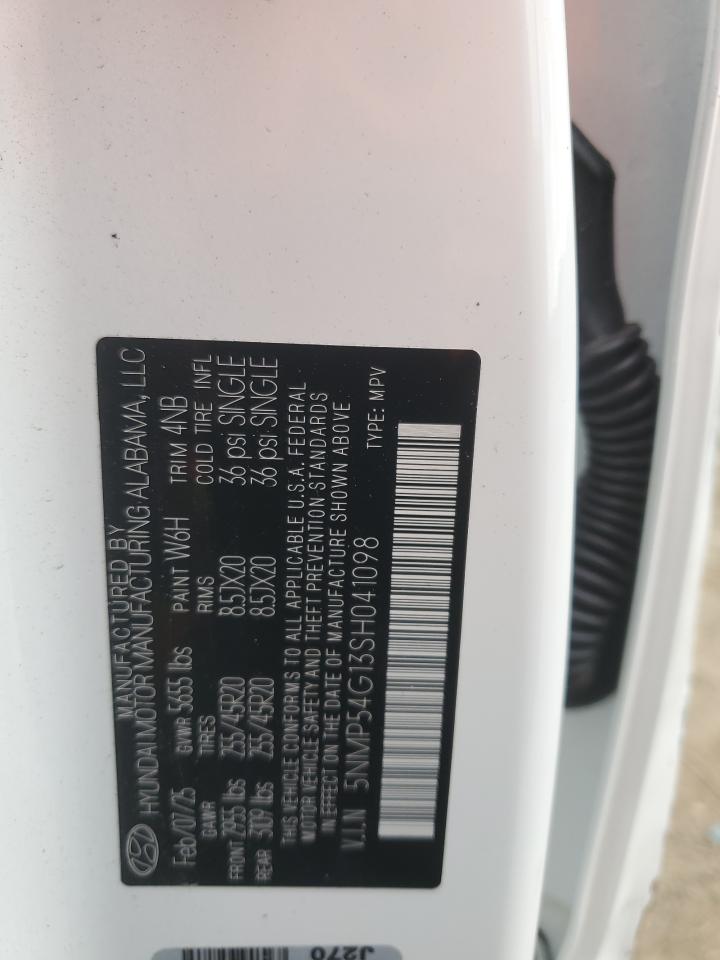 MANUFACTURED BY
HYUNDAI MOTOR MANUFACTURING ALABAMA, LLC
Feb/07/25 GVWR 5655 lbs PAINT W6H TRIM 4NB
GAWR TIRES RIMS COLD TIRE INFL
FRONT 2955 lbs 255/45R20 8.5JX20 36 psi SINGLE
REAR 3109 lbs 255/45R20 8.5JX20 36 psi SINGLE
THIS VEHICLE CONFORMS TO ALL APPLICABLE U.S.A. FEDERAL
MOTOR VEHICLE SAFETY AND THEFT PREVENTION STANDARDS
IN EFFECT ON THE DATE OF MANUFACTURE SHOWN ABOVE
V.I.N 5NMP54G13SH041098 TYPE: MPV
J270